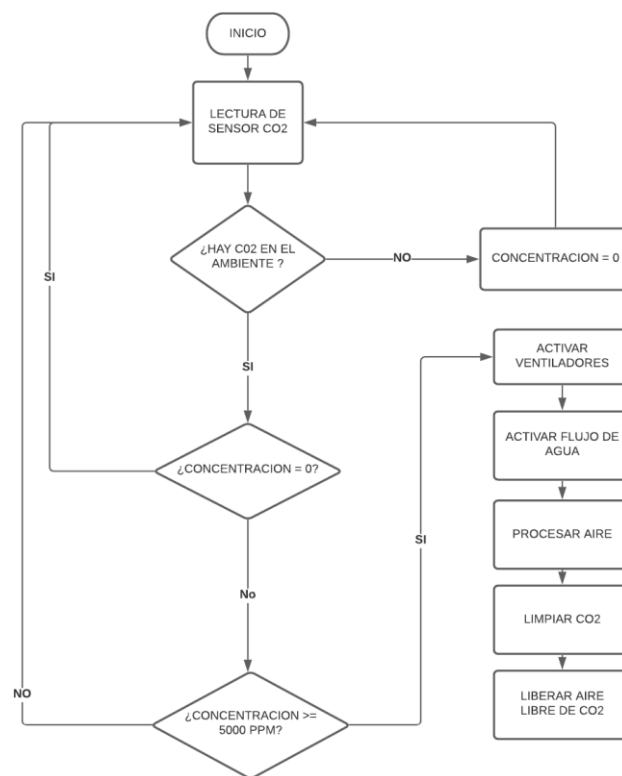 INICIO
LECTURA DE
SENSOR CO2
¿HAY C02 EN EL
AMBIENTE ?
NO
CONCENTRACION = 0
SI
SI
ACTIVAR
VENTILADORES
ACTIVAR FLUJO DE
AGUA
¿CONCENTRACION = 0?
SI
PROCESAR AIRE
No
LIMPIAR CO2
NO
¿CONCENTRACION >=
5000 PPM?
LIBERAR AIRE
LIBRE DE CO2